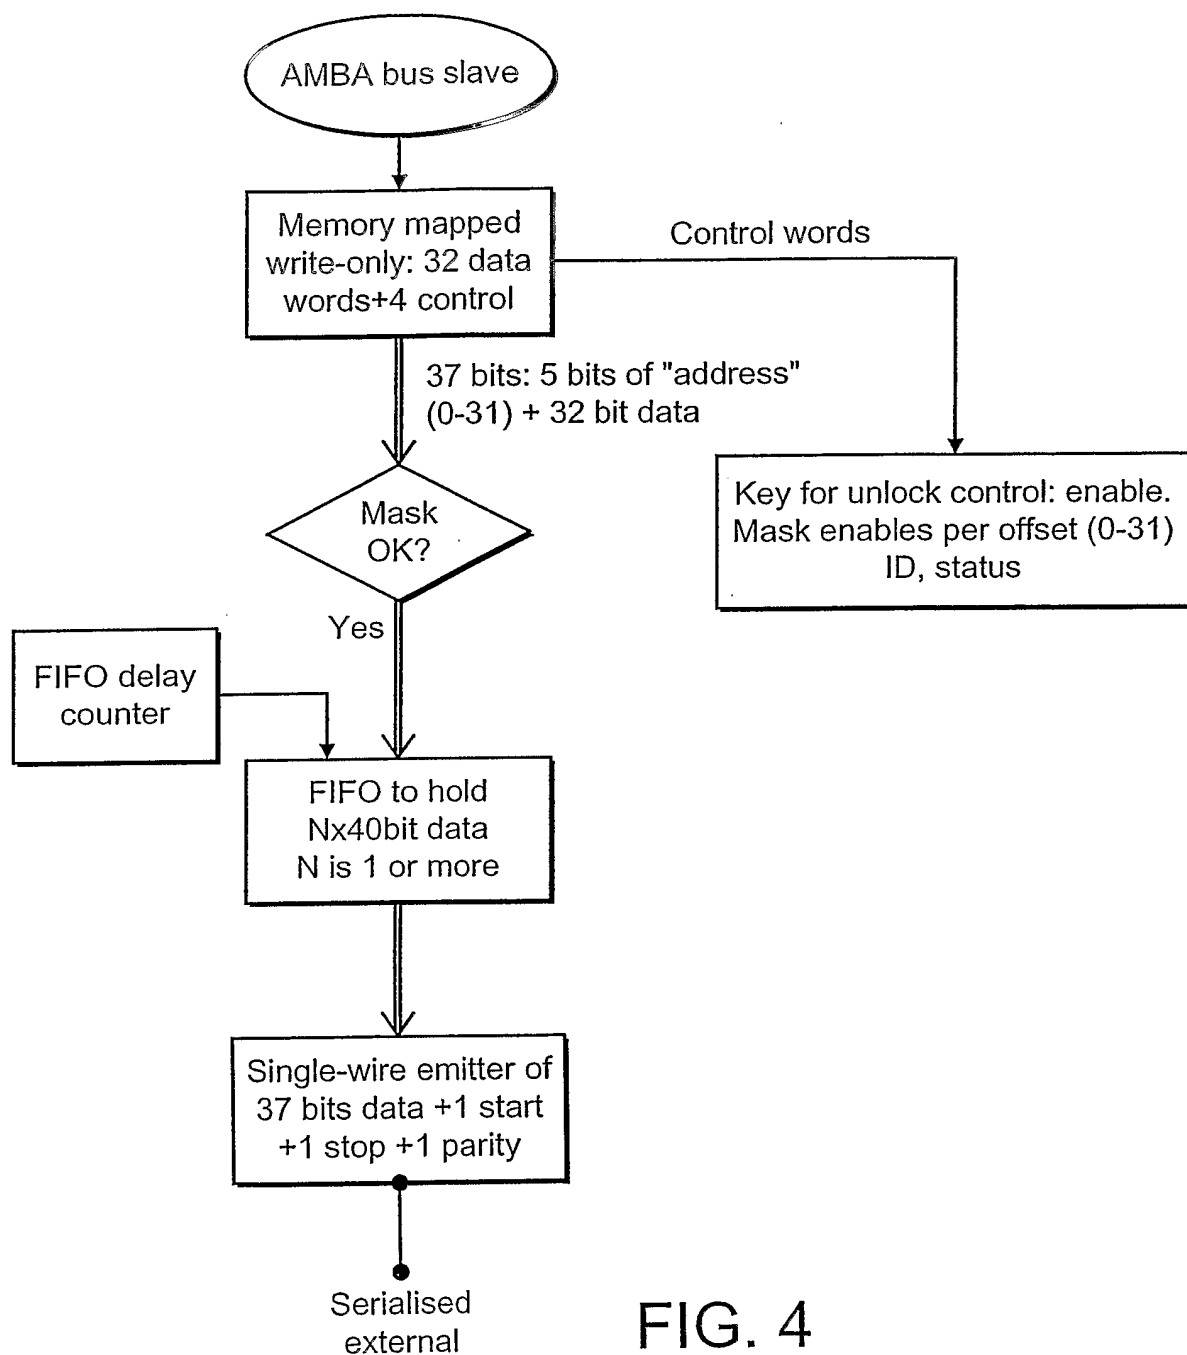 AMBA bus slave
Memory mapped
write-only: 32 data
words+4 control
Control words
37 bits: 5 bits of "address"
(0-31) + 32 bit data
Mask
OK?
Key for unlock control: enable.
Mask enables per offset (0-31)
ID, status
Yes
FIFO delay
counter
FIFO to hold
Nx40bit data
N is 1 or more
Single-wire emitter of
37 bits data +1 start
+1 stop +1 parity
Serialised
external
FIG. 4